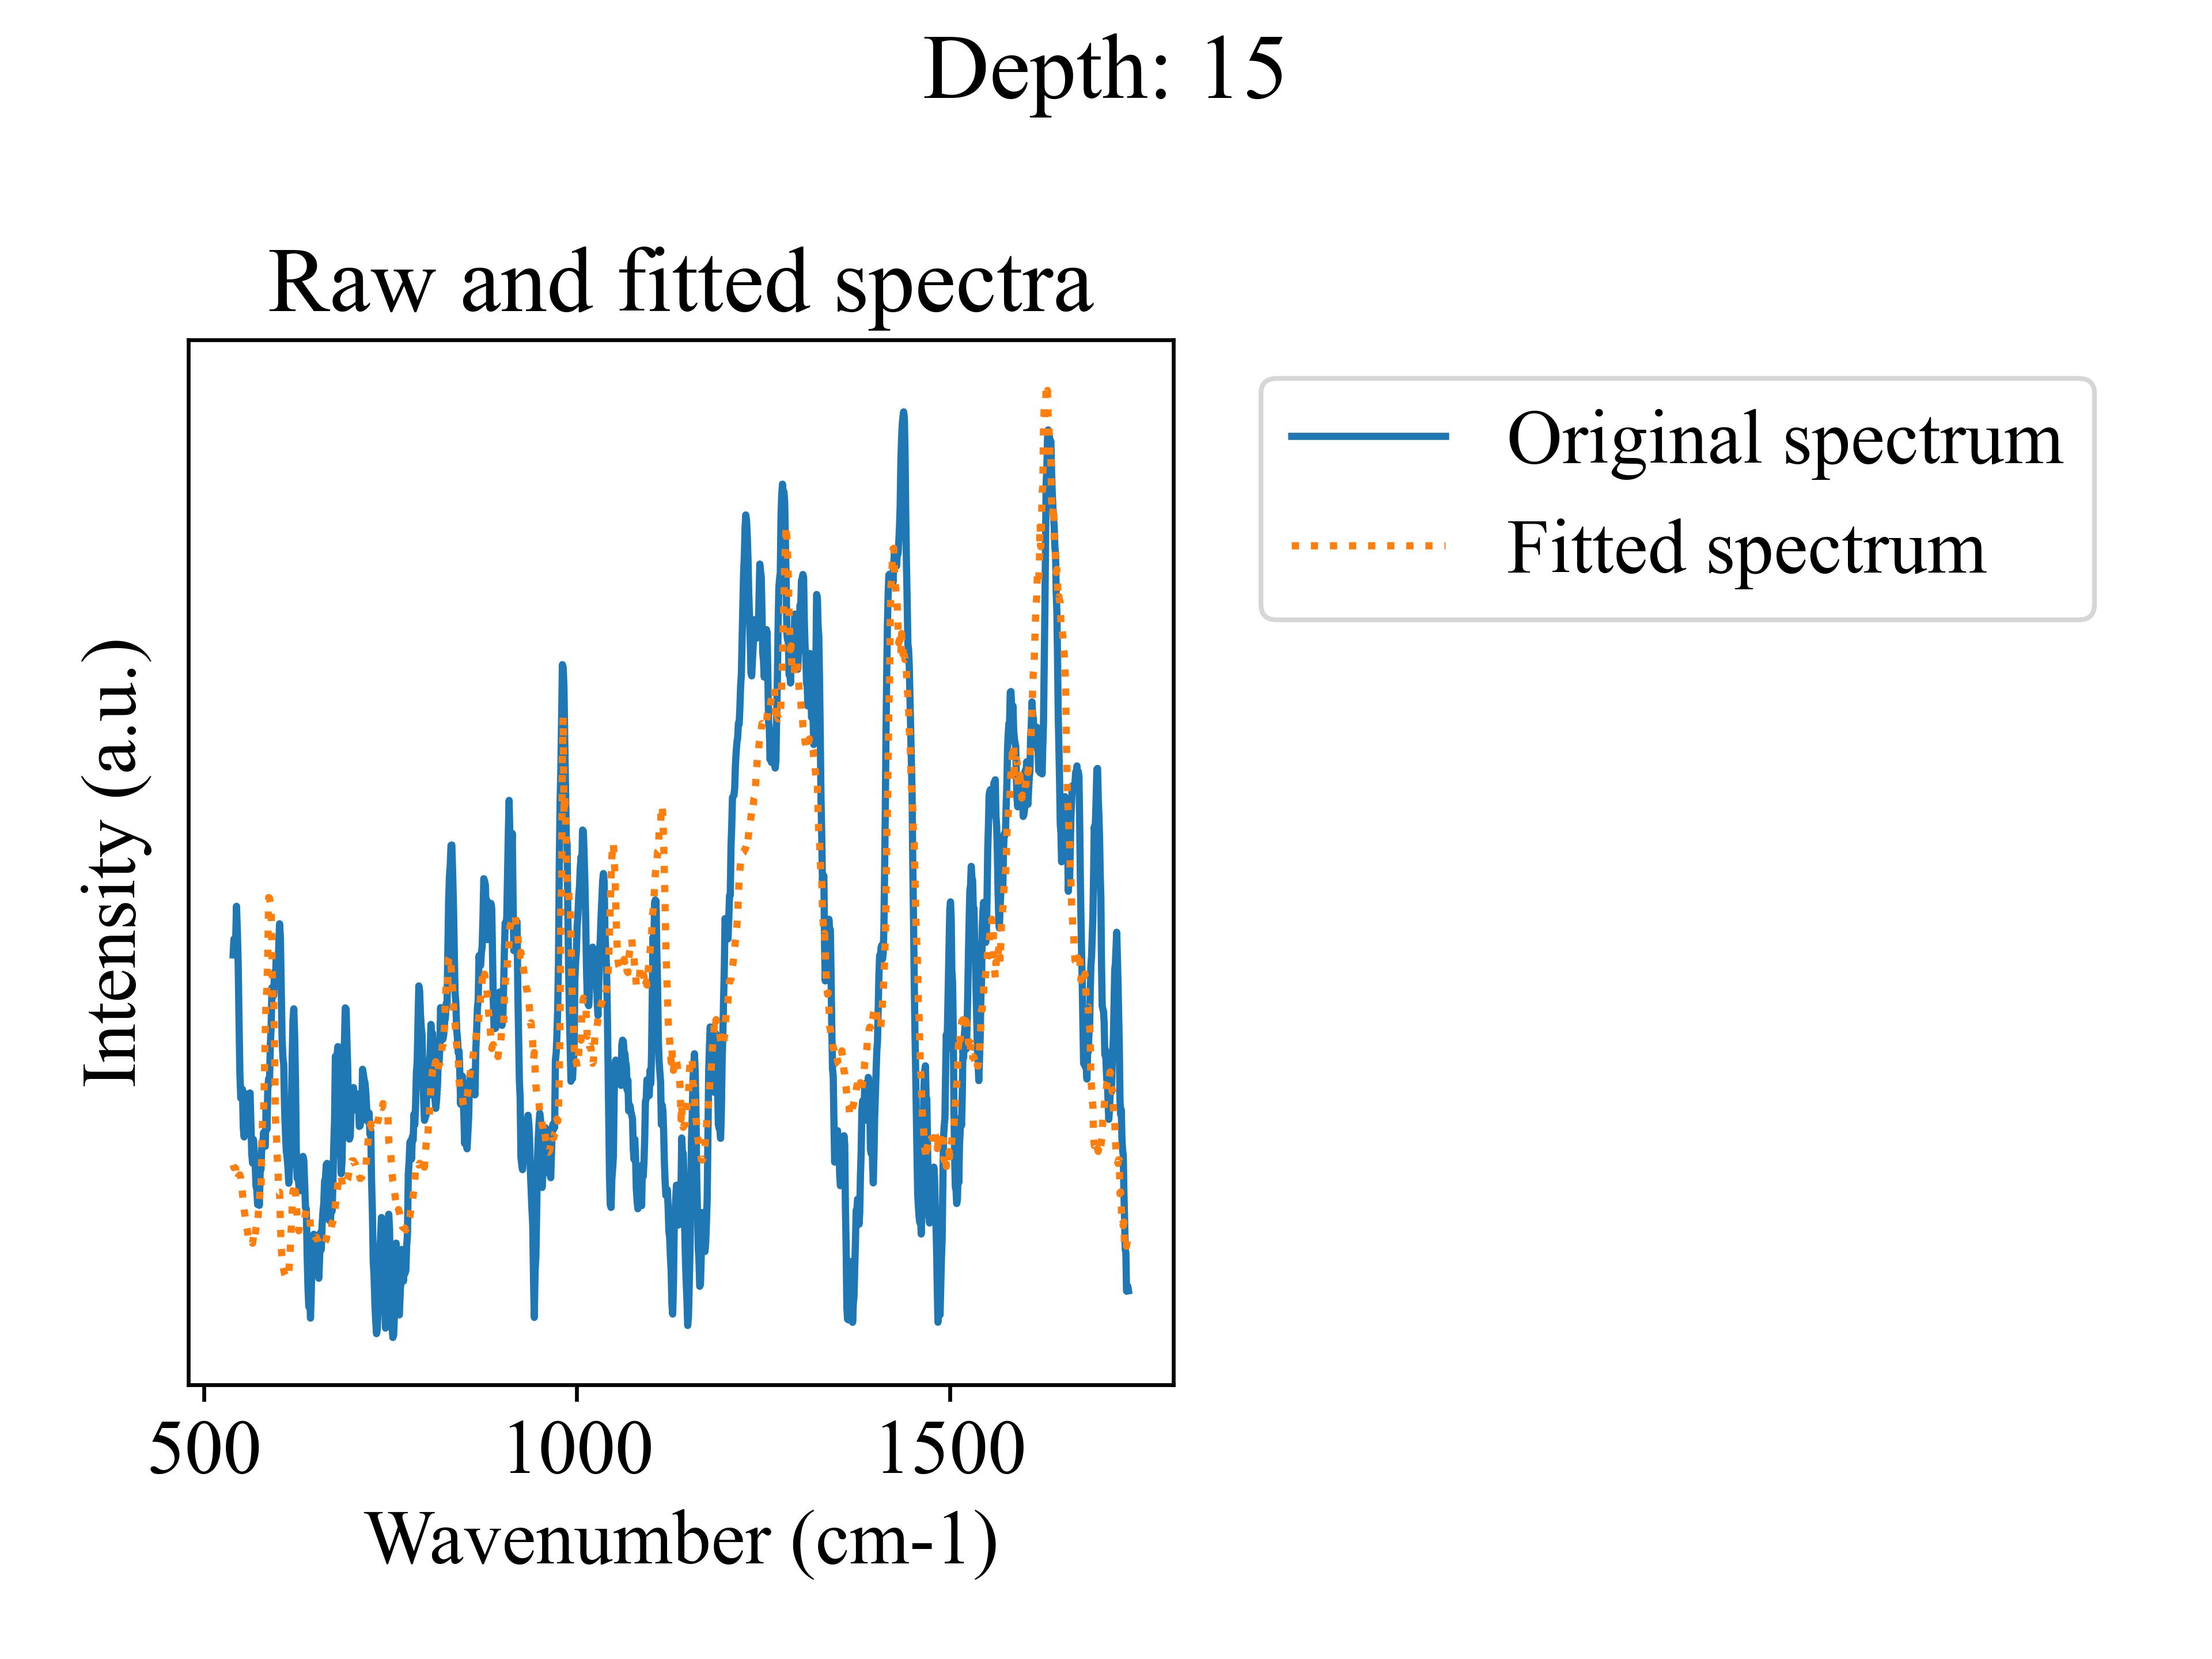 Depth: 15
Raw and fitted spectra
Original spectrum
Fitted spectrum
Intensity (a.u.)
500 1000 1500
Wavenumber (cm-1)